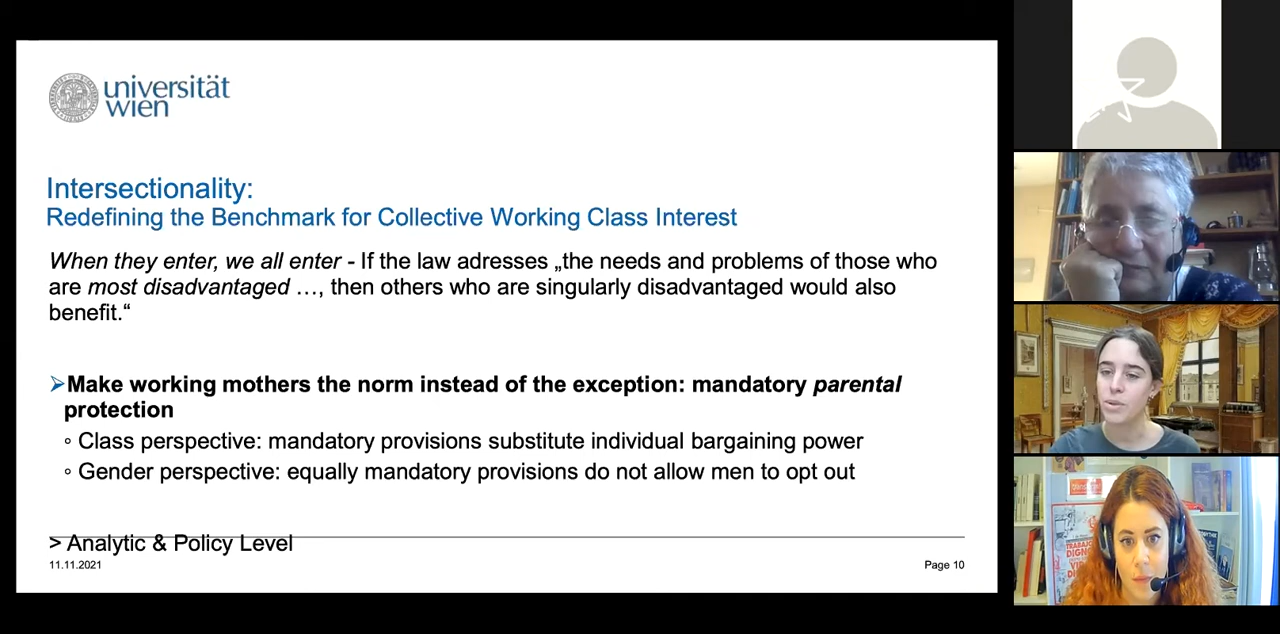 universität
wien
Intersectionality:
Redefining the Benchmark for Collective Working Class Interest
When they enter, we all enter - If the law adresses „the needs and problems of those who
are most disadvantaged …, then others who are singularly disadvantaged would also
benefit.“
➢Make working mothers the norm instead of the exception: mandatory parental
protection
◦ Class perspective: mandatory provisions substitute individual bargaining power
◦ Gender perspective: equally mandatory provisions do not allow men to opt out
> Analytic & Policy Level
11.11.2021
Page 10
TRABAJO
DIGNO